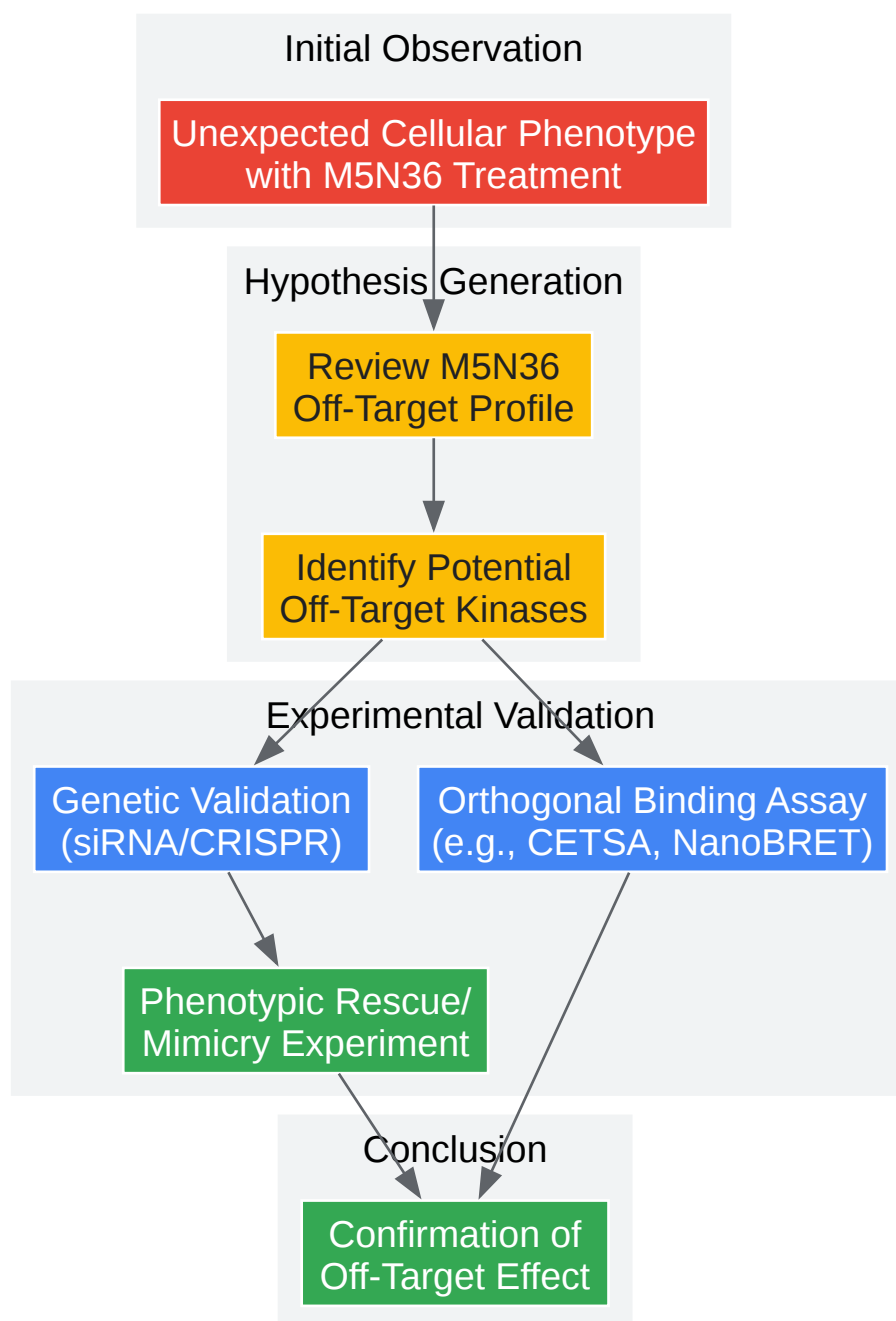 Initial Observation
Unexpected Cellular Phenotype
with M5N36 Treatment
Hypothesis Generation
Review M5N36
Off-Target Profile
Identify Potential
Off-Target Kinases
Experimental Validation
Genetic Validation
(siRNA/CRISPR)
Orthogonal Binding Assay
(e.g., CETSA, NanoBRET)
Phenotypic Rescue/
Mimicry Experiment
Conclusion
Confirmation of
Off-Target Effect